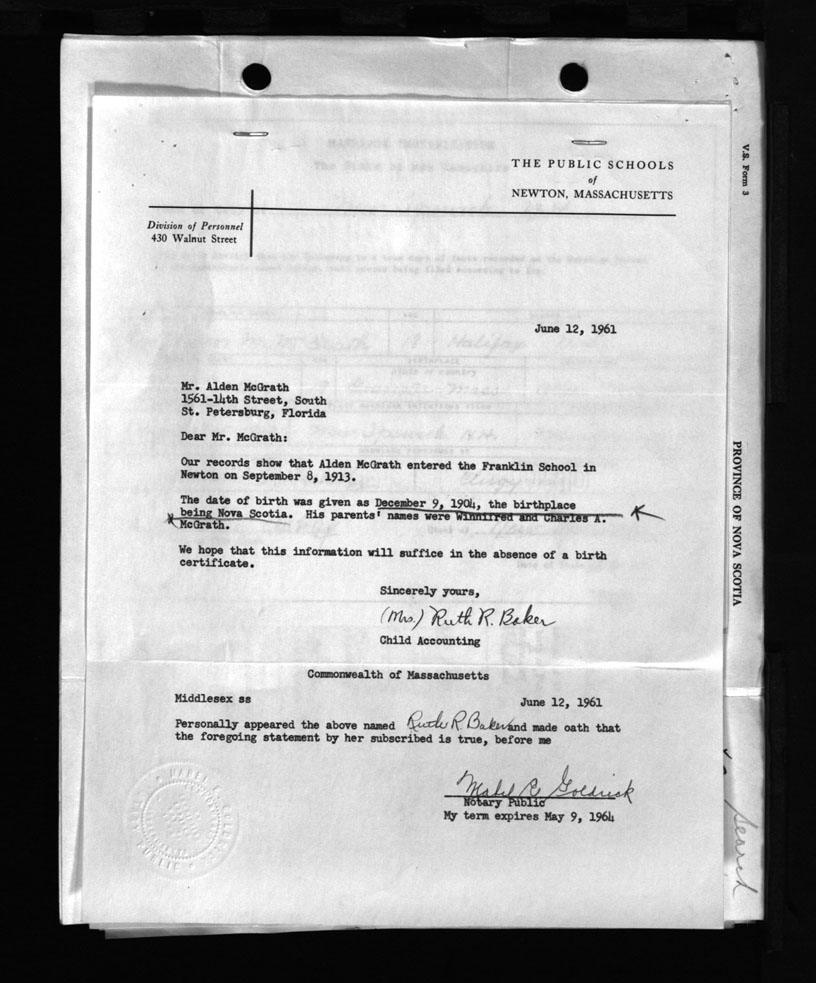 THE PUBLIC SCHOOLS
of
NEWTON, MASSACHUSETTS
Division of Personnel
430 Walnut Street
June 12, 1961
Mr. Alden McGrath
1561-14th Street, South
St. Petersburg, Florida
Dear Mr. McGrath:
Our records show that Alden McGrath entered the Franklin School in
Newton on September 8, 1913.
The date of birth was given as December 9, 1904, the birthplace
being Nova Scotia. His parents' names were Winnifred and Charles A.
McGrath.
We hope that this information will suffice in the absence of a birth
certificate.
Sincerely yours,
(Mrs.) Ruth R. Baker
Child Accounting
Commonwealth of Massachusetts
Middlesex ss
June 12, 1961
Personally appeared the above named Ruth R. Baker and made oath that
the foregoing statement by her subscribed is true, before me
Mabel C Goldrick
Notary Public
My term expires May 9, 1964
V.S. Form 3
PROVINCE OF NOVA SCOTIA
Search